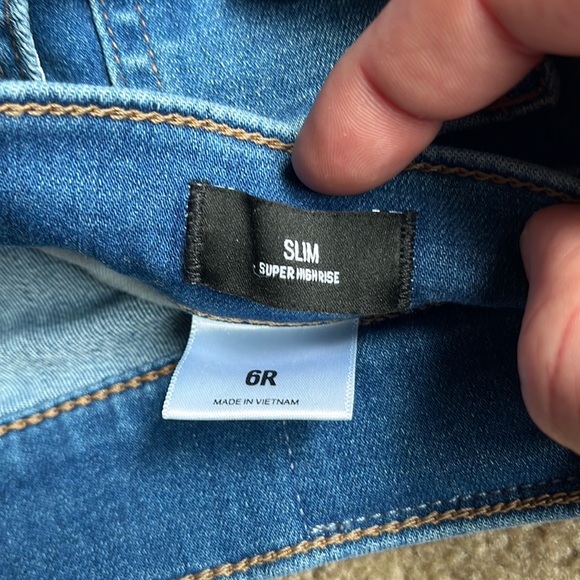 SLIM
SUPER HIGH RISE
6R
MADE IN VIETNAM